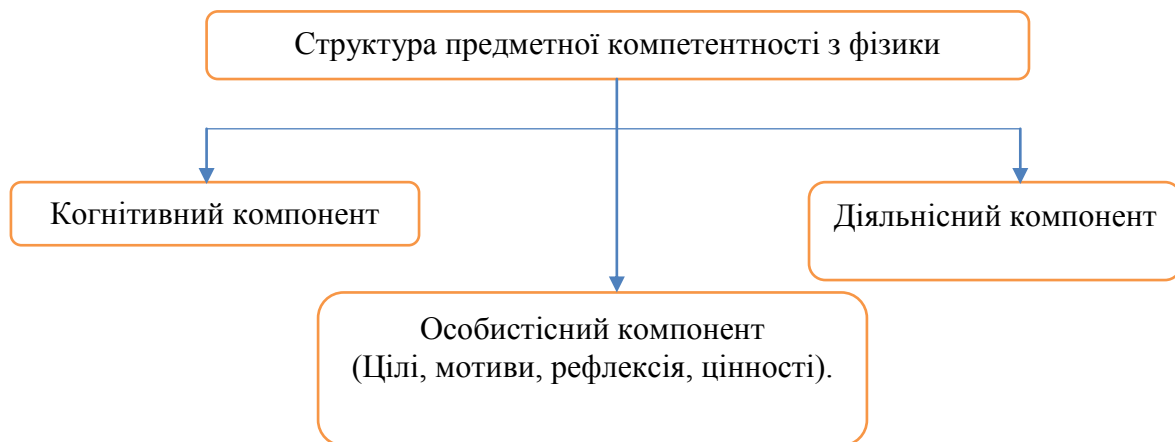 Структура предметної компетентності з фізики
Когнітивний компонент
Діяльнісний компонент
Особистісний компонент
(Цілі, мотиви, рефлексія, цінності).